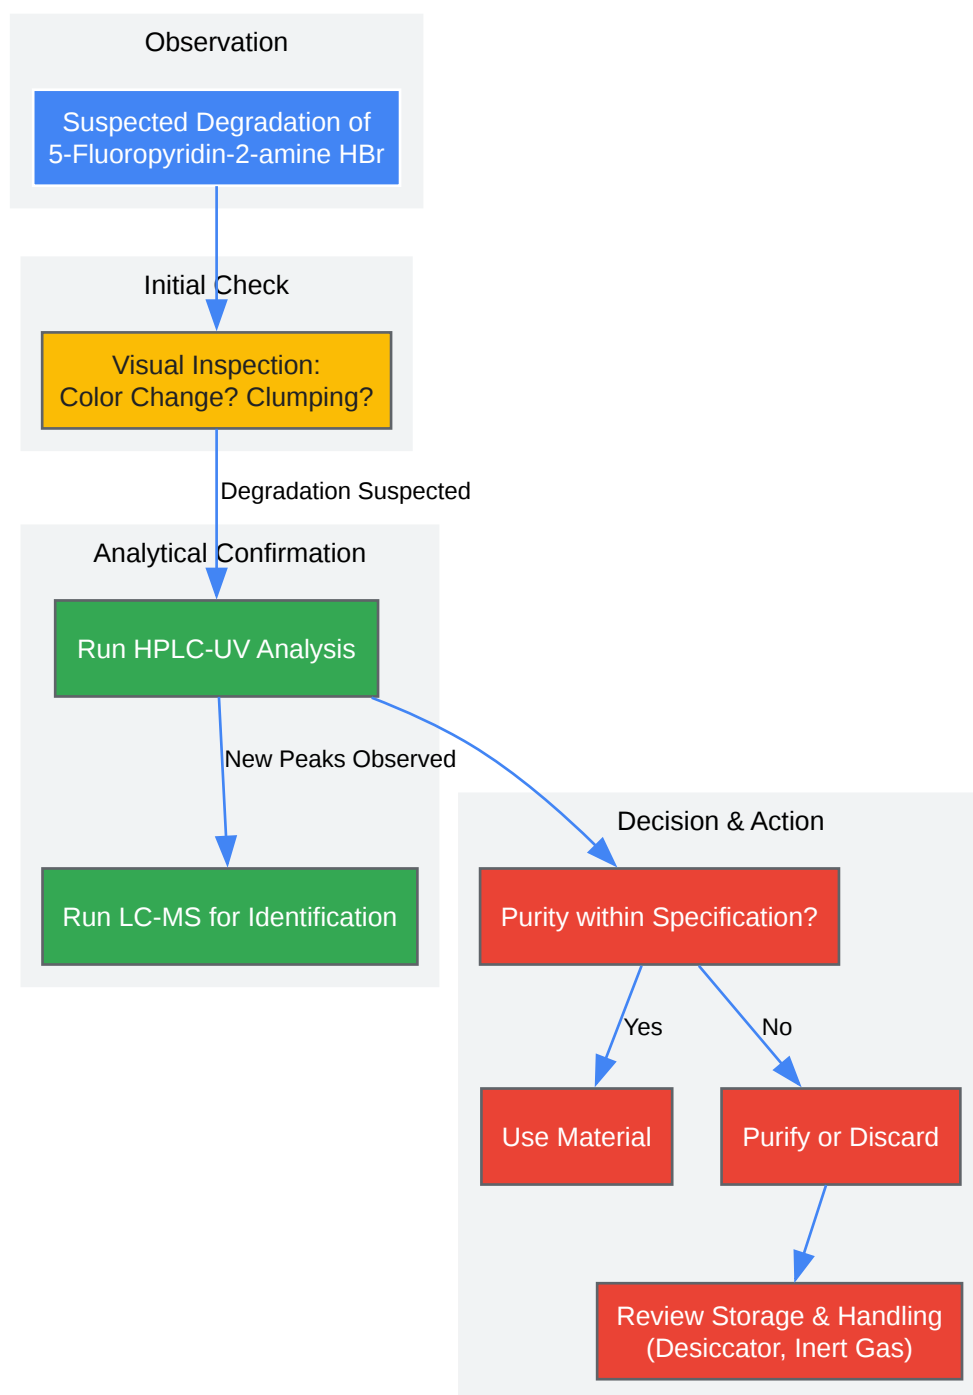 Observation
Suspected Degradation of
5-Fluoropyridin-2-amine HBr
Initial Check
Visual Inspection:
Color Change? Clumping?
Degradation Suspected
Analytical Confirmation
Run HPLC-UV Analysis
New Peaks Observed
Run LC-MS for Identification
Decision & Action
Purity within Specification?
Yes
No
Use Material
Purify or Discard
Review Storage & Handling
(Desiccator, Inert Gas)